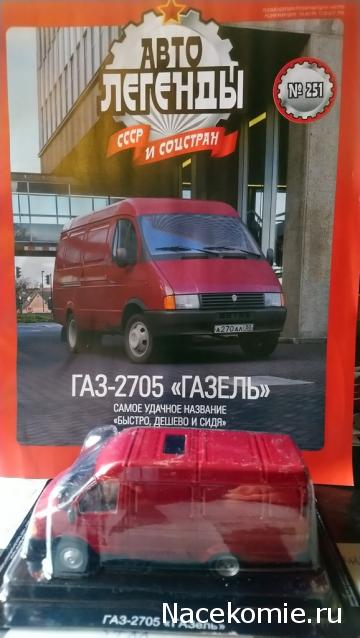 АВТО
ЛЕГЕНДЫ
СССР И СОЦСТРАН
№ 251
ГАЗ-2705 «ГАЗЕЛЬ»
САМОЕ УДАЧНОЕ НАЗВАНИЕ
«БЫСТРО, ДЕШЕВО И СИДЯ»
ГАЗ-2705 «ГАЗель»
Nacekomie.ru